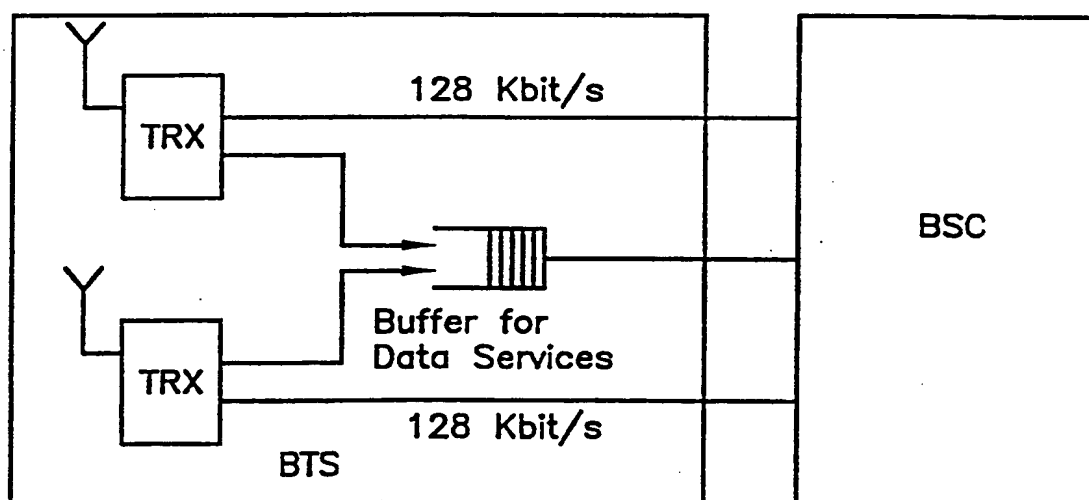 128 Kbit/s
TRX
BSC
Buffer for
Data Services
TRX
128 Kbit/s
BTS